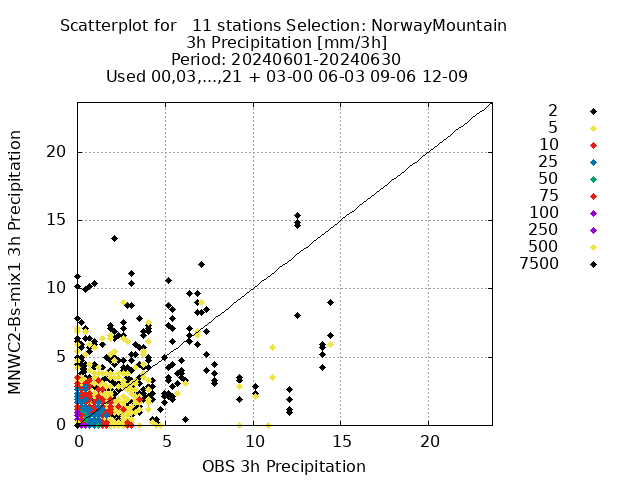 Scatterplot for   11 stations Selection: NorwayMountain
3h Precipitation [mm/3h]
Period: 20240601-20240630
Used 00,03,...,21 + 03-00 06-03 09-06 12-09
MNWC2-Bs-mix1 3h Precipitation
20
15
10
5
0
0 5 10 15 20
OBS 3h Precipitation
2
5
10
25
50
75
100
250
500
7500